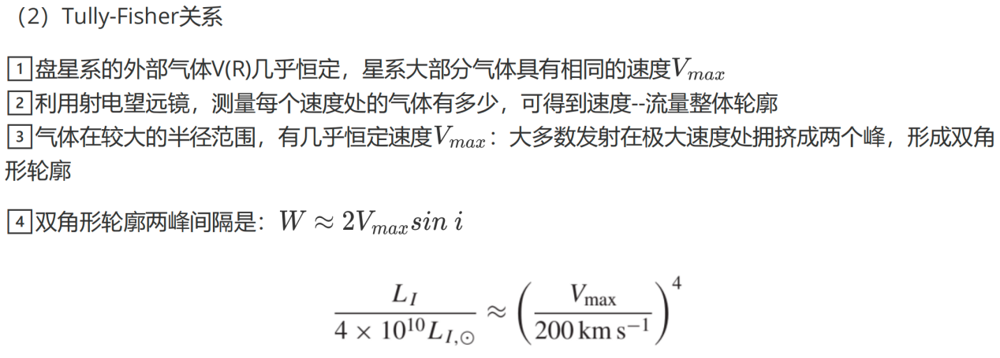 （2）Tully-Fisher关系
1盘星系的外部气体V(R)几乎恒定，星系大部分气体具有相同的速度V_{max}
2利用射电望远镜，测量每个速度处的气体有多少，可得到速度--流量整体轮廓
3气体在较大的半径范围，有几乎恒定速度V_{max}：大多数发射在极大速度处拥挤成两个峰，形成双角
形轮廓
4双角形轮廓两峰间隔是：W ≈ 2V_{max}sin i
\frac{L_I}{4 × 10^{10}L_{I,⊙}} ≈ \left(\frac{V_{max}}{200 km s^{-1}}\right)^4